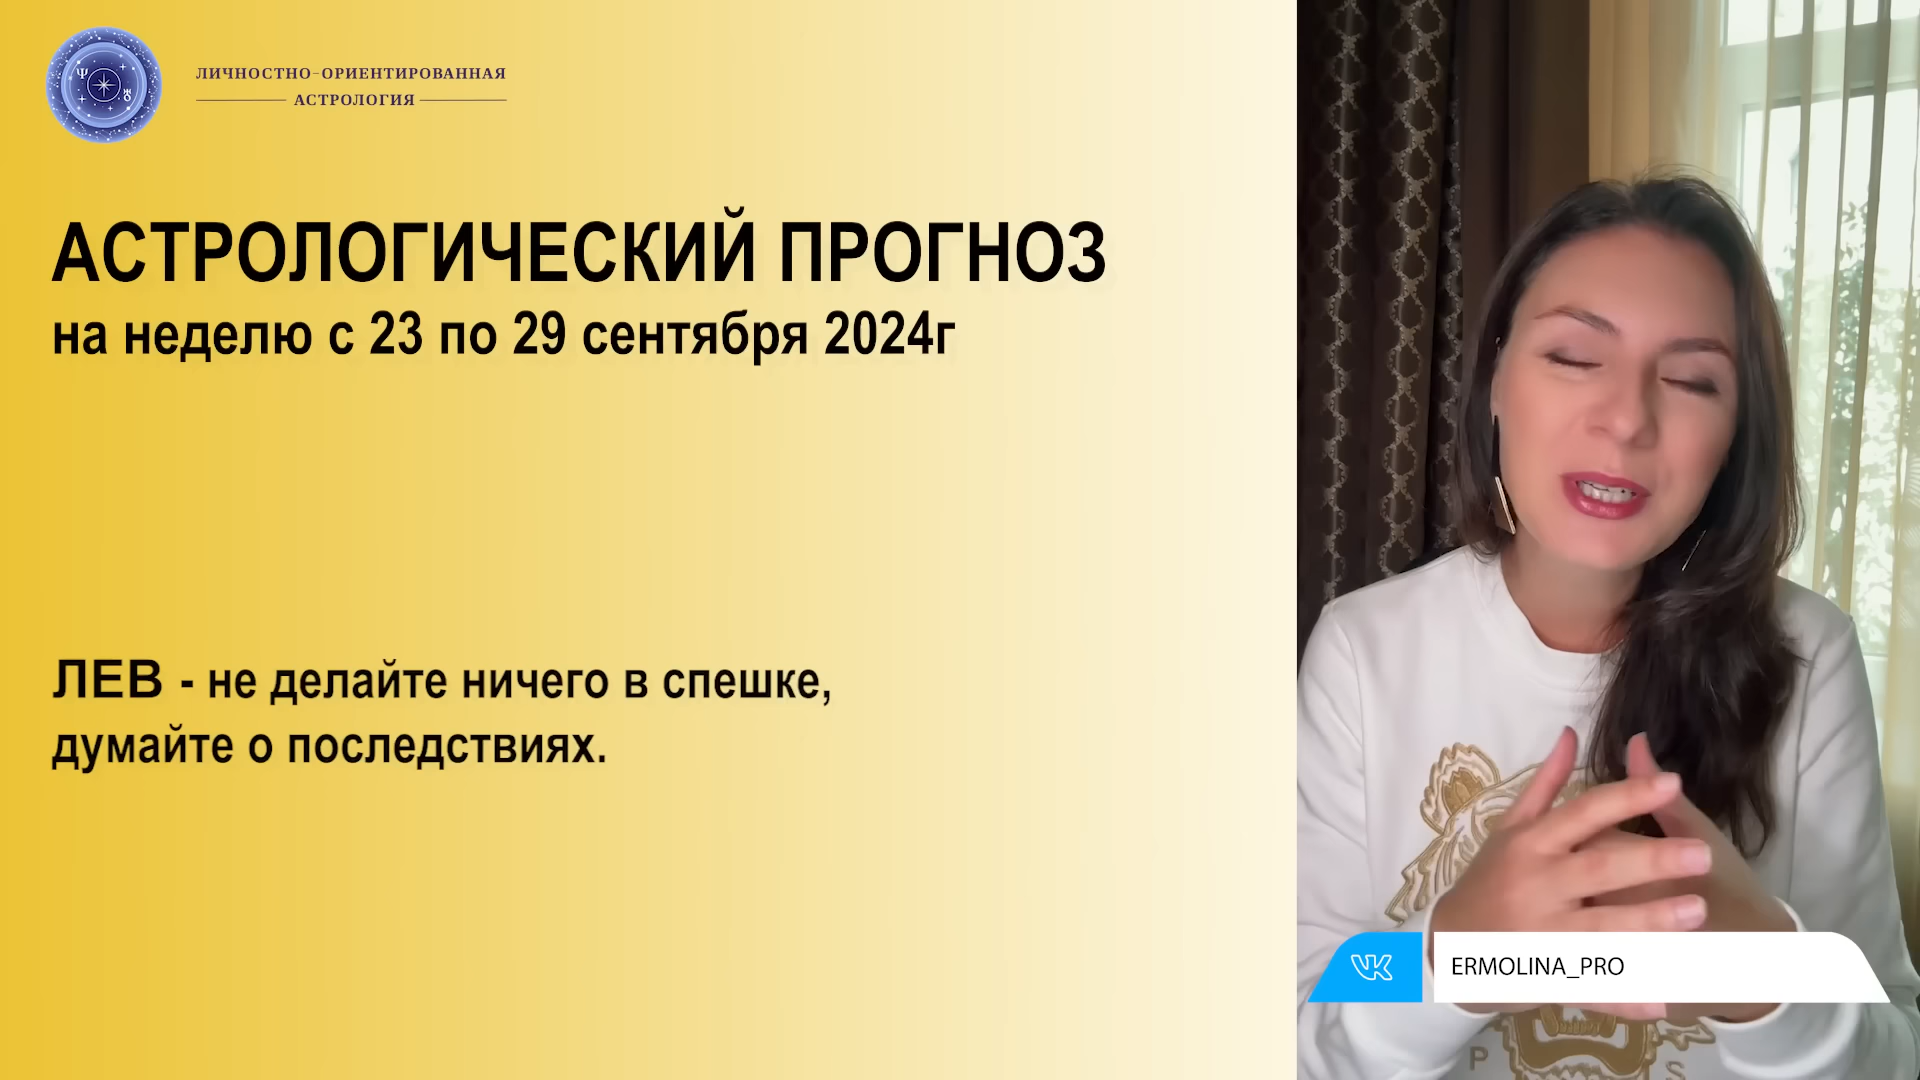 ЛИЧНОСТНО-ОРИЕНТИРОВАННАЯ
АСТРОЛОГИЯ
АСТРОЛОГИЧЕСКИЙ ПРОГНОЗ
на неделю с 23 по 29 сентября 2024г
ЛЕВ - не делайте ничего в спешке,
думайте о последствиях.
ERMOLINA_PRO
P S